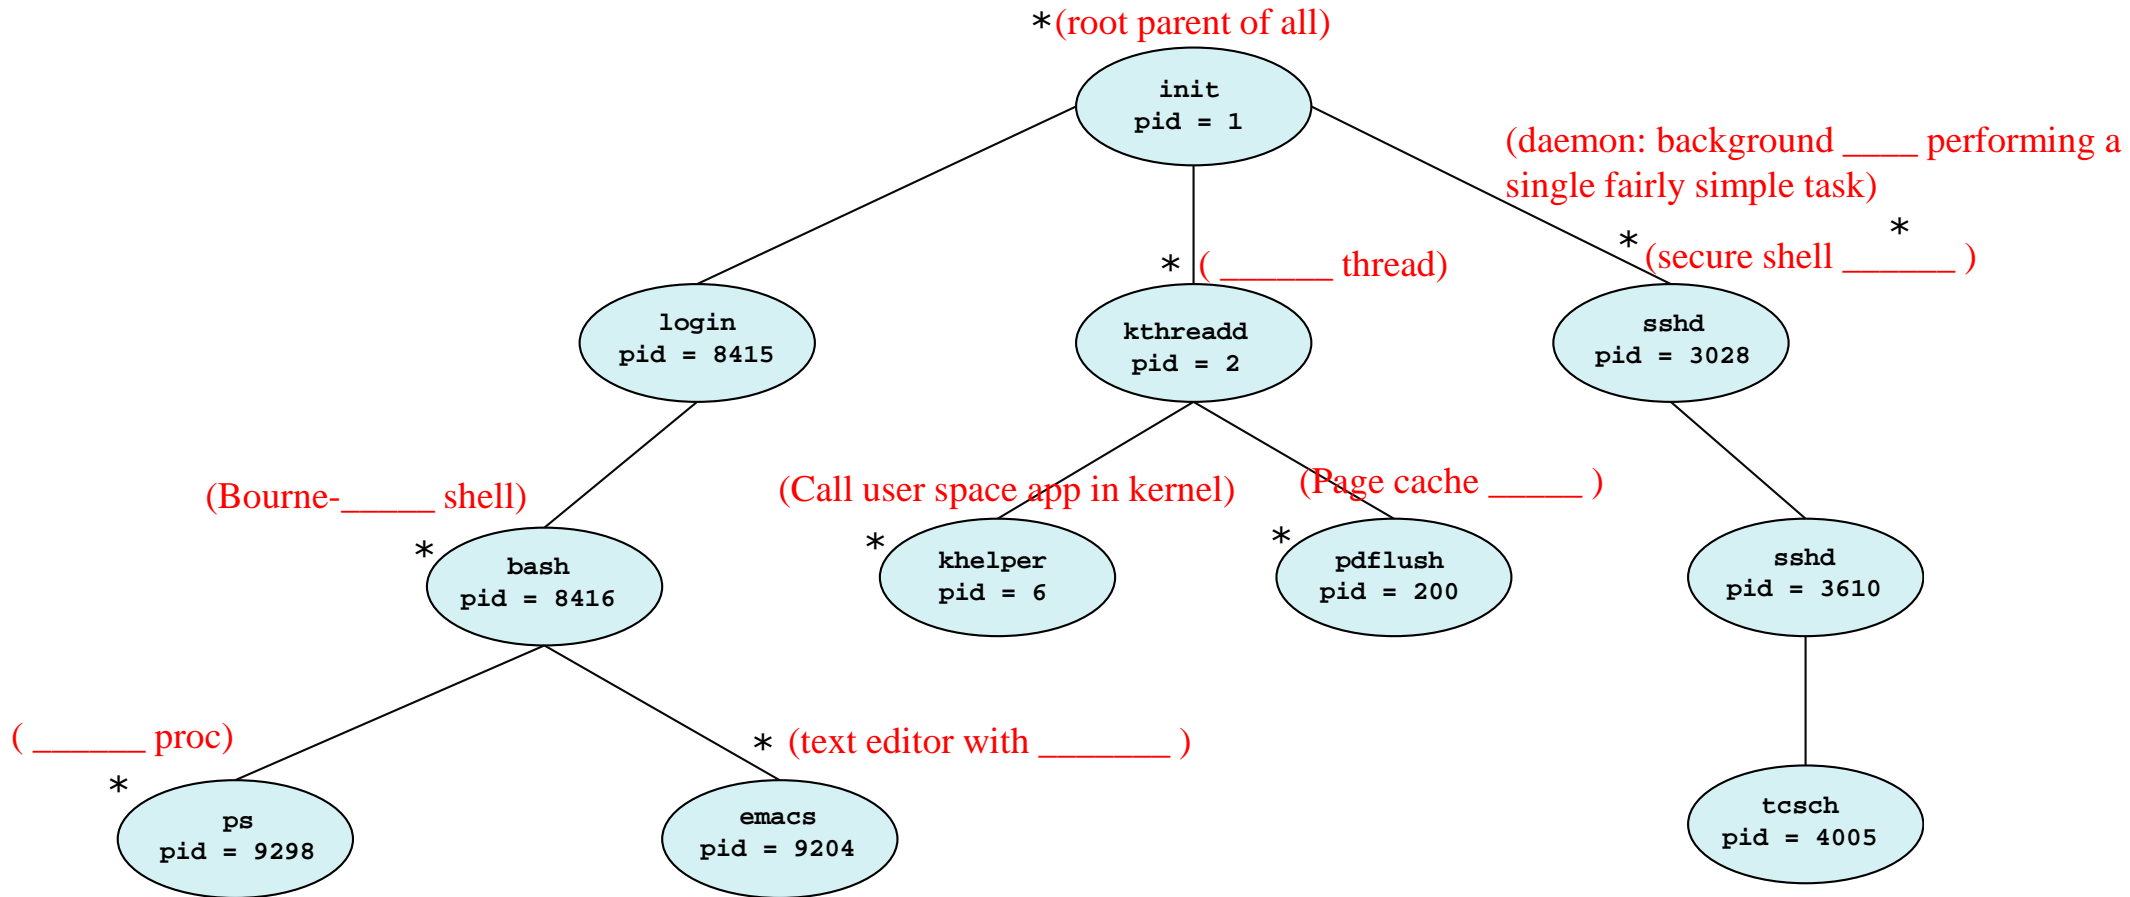 *(root parent of all)
init
pid = 1
(daemon: background ____ performing a
single fairly simple task)
*
* (secure shell ______ )
* ( ______ thread)
login
pid = 8415
kthreadd
pid = 2
sshd
pid = 3028
(Bourne-_____ shell)
(Call user space app in kernel)
(Page cache _____ )
*
bash
pid = 8416
*
khelper
pid = 6
*
pdflush
pid = 200
sshd
pid = 3610
( ______ proc)
*
* (text editor with _______ )
ps
pid = 9298
emacs
pid = 9204
tcsch
pid = 4005